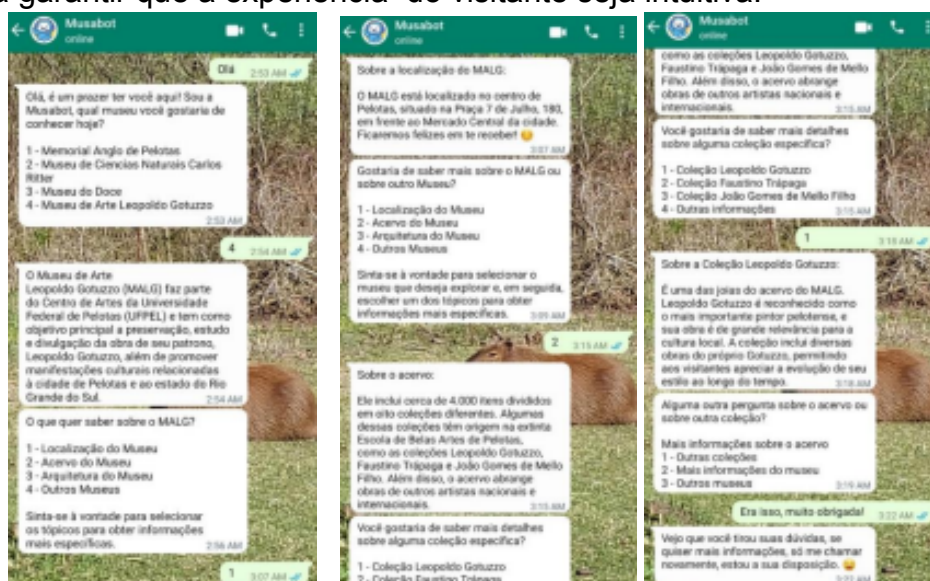 a garantir que a experiência do visitante seja intuitiva.
Musabot
online
Olá 2:53 AM
Olá, é um prazer ter você aqui! Sou a
Musabot, qual museu você gostaria de
conhecer hoje?
1 - Memorial Anglo de Pelotas
2 - Museu de Ciencias Naturais Carlos
Ritter
3 - Museu do Doce
4 - Museu de Arte Leopoldo Gotuzzo
2:53 AM
4 2:54 AM
O Museu de Arte
Leopoldo Gotuzzo (MALG) faz parte
do Centro de Artes da Universidade
Federal de Pelotas (UFPEL) e tem como
objetivo principal a preservação, estudo
e divulgação da obra de seu patrono,
Leopoldo Gotuzzo, além de promover
manifestações culturais relacionadas
à cidade de Pelotas e ao estado do Rio
Grande do Sul. 2:54 AM
O que quer saber sobre o MALG?
1 - Localização do Museu
2 - Acervo do Museu
3 - Arquitetura do Museu
4 - Outros Museus
Sinta-se à vontade para selecionar
os tópicos para obter informações
mais específicas. 2:56 AM
1 3:07 AM
Musabot
online
Sobre a localização do MALG:
O MALG está localizado no centro de
Pelotas, situado na Praça 7 de Julho, 180,
em frente ao Mercado Central da cidade.
Ficaremos felizes em te receber! 😊
3:07 AM
Gostaria de saber mais sobre o MALG ou
sobre outro Museu?
1 - Localização do Museu
2 - Acervo do Museu
3 - Arquitetura do Museu
4 - Outros Museus
Sinta-se à vontade para selecionar o
museu que deseja explorar e, em seguida,
escolher um dos tópicos para obter
informações mais específicas. 3:09 AM
2 3:15 AM
Sobre o acervo:
Ele inclui cerca de 4.000 itens divididos
em oito coleções diferentes. Algumas
dessas coleções têm origem na extinta
Escola de Belas Artes de Pelotas,
como as coleções Leopoldo Gotuzzo,
Faustino Trápaga e João Gomes de Mello
Filho. Além disso, o acervo abrange
obras de outros artistas nacionais e
internacionais. 3:15 AM
Você gostaria de saber mais detalhes
sobre alguma coleção específica?
1 - Coleção Leopoldo Gotuzzo
2 - Coleção Faustino Trápaga
Musabot
online
como as coleções Leopoldo Gotuzzo,
Faustino Trápaga e João Gomes de Mello
Filho. Além disso, o acervo abrange
obras de outros artistas nacionais e
internacionais. 3:15 AM
Você gostaria de saber mais detalhes
sobre alguma coleção específica?
1 - Coleção Leopoldo Gotuzzo
2 - Coleção Faustino Trápaga
3 - Coleção João Gomes de Mello Filho
4 - Outras informações 3:15 AM
1 3:18 AM
Sobre a Coleção Leopoldo Gotuzzo:
É uma das joias do acervo do MALG.
Leopoldo Gotuzzo é reconhecido como
o mais importante pintor pelotense, e
sua obra é de grande relevância para a
cultura local. A coleção inclui diversas
obras do próprio Gotuzzo, permitindo
aos visitantes apreciar a evolução de seu
estilo ao longo do tempo. 3:18 AM
Alguma outra pergunta sobre o acervo ou
sobre outra coleção?
Mais informações sobre o acervo
1 - Outras coleções
2 - Mais informações do museu
3 - Outros museus 3:19 AM
Era isso, muito obrigada! 3:22 AM
Vejo que você tirou suas dúvidas, se
quiser mais informações, só me chamar
novamente, estou a sua disposição. 😄
3:22 AM